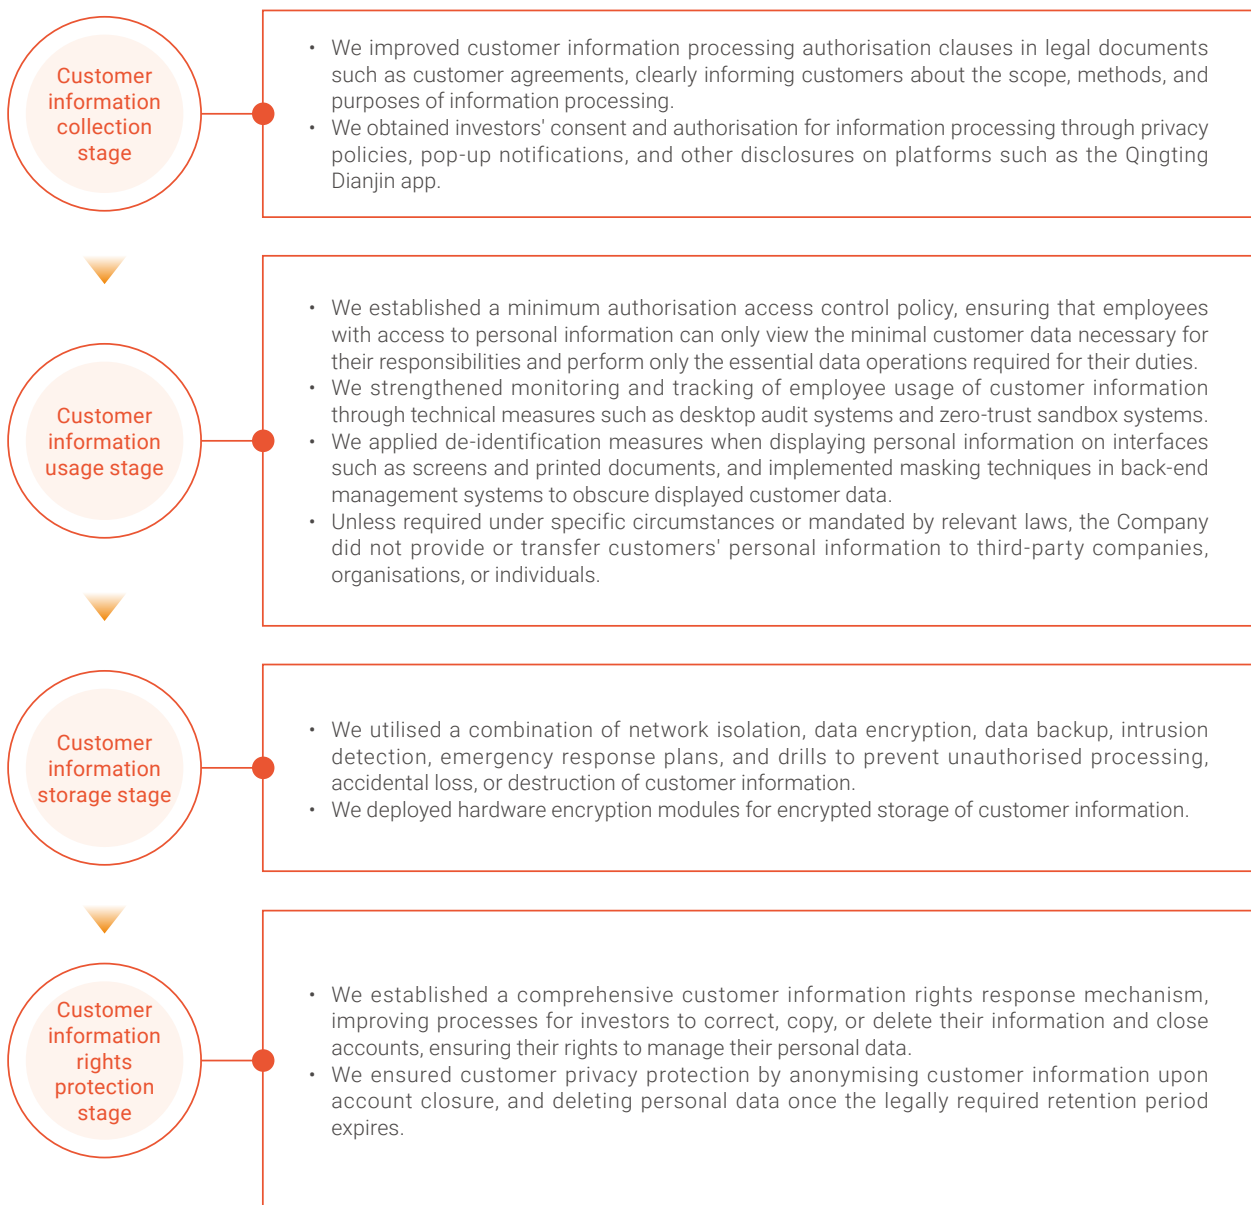 Customer
information
collection
stage
• We improved customer information processing authorisation clauses in legal documents
such as customer agreements, clearly informing customers about the scope, methods, and
purposes of information processing.
• We obtained investors' consent and authorisation for information processing through privacy
policies, pop-up notifications, and other disclosures on platforms such as the Qingting
Dianjin app.
Customer
information
usage stage
• We established a minimum authorisation access control policy, ensuring that employees
with access to personal information can only view the minimal customer data necessary for
their responsibilities and perform only the essential data operations required for their duties.
• We strengthened monitoring and tracking of employee usage of customer information
through technical measures such as desktop audit systems and zero-trust sandbox systems.
• We applied de-identification measures when displaying personal information on interfaces
such as screens and printed documents, and implemented masking techniques in back-end
management systems to obscure displayed customer data.
• Unless required under specific circumstances or mandated by relevant laws, the Company
did not provide or transfer customers' personal information to third-party companies,
organisations, or individuals.
Customer
information
storage stage
• We utilised a combination of network isolation, data encryption, data backup, intrusion
detection, emergency response plans, and drills to prevent unauthorised processing,
accidental loss, or destruction of customer information.
• We deployed hardware encryption modules for encrypted storage of customer information.
Customer
information
rights
protection
stage
• We established a comprehensive customer information rights response mechanism,
improving processes for investors to correct, copy, or delete their information and close
accounts, ensuring their rights to manage their personal data.
• We ensured customer privacy protection by anonymising customer information upon
account closure, and deleting personal data once the legally required retention period
expires.